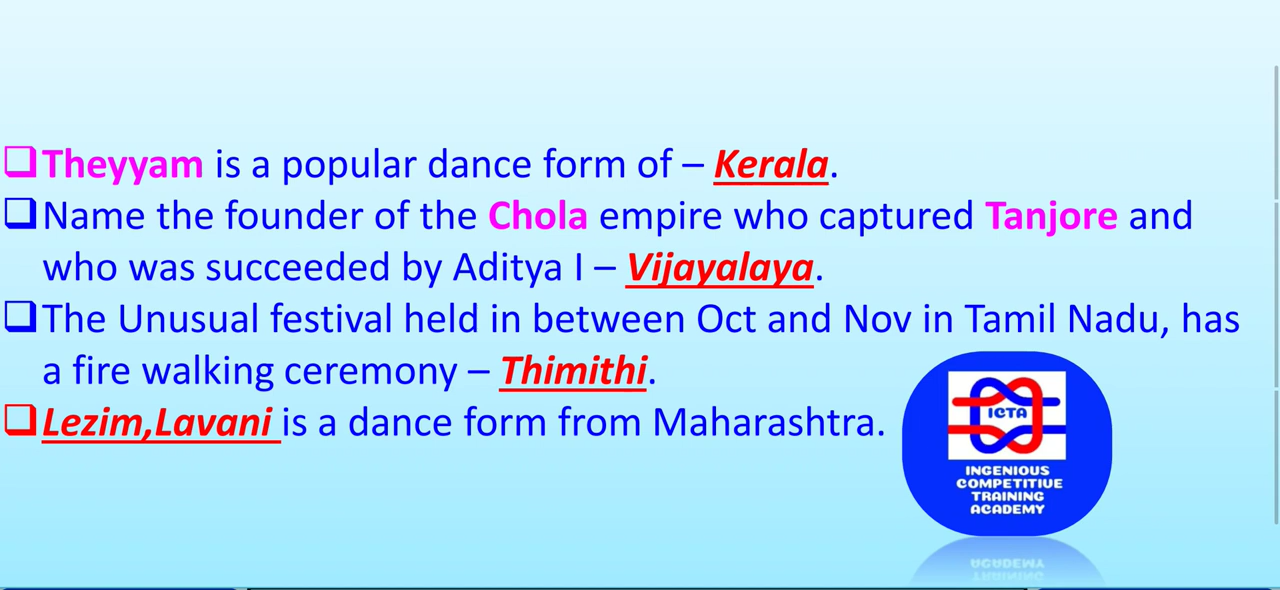 ❑Theyyam is a popular dance form of – Kerala.
❑Name the founder of the Chola empire who captured Tanjore and
who was succeeded by Aditya I – Vijayalaya.
❑The Unusual festival held in between Oct and Nov in Tamil Nadu, has
a fire walking ceremony – Thimithi.
❑Lezim,Lavani is a dance form from Maharashtra.
ICTA
INGENIOUS
COMPETITIVE
TRAINING
ACADEMY